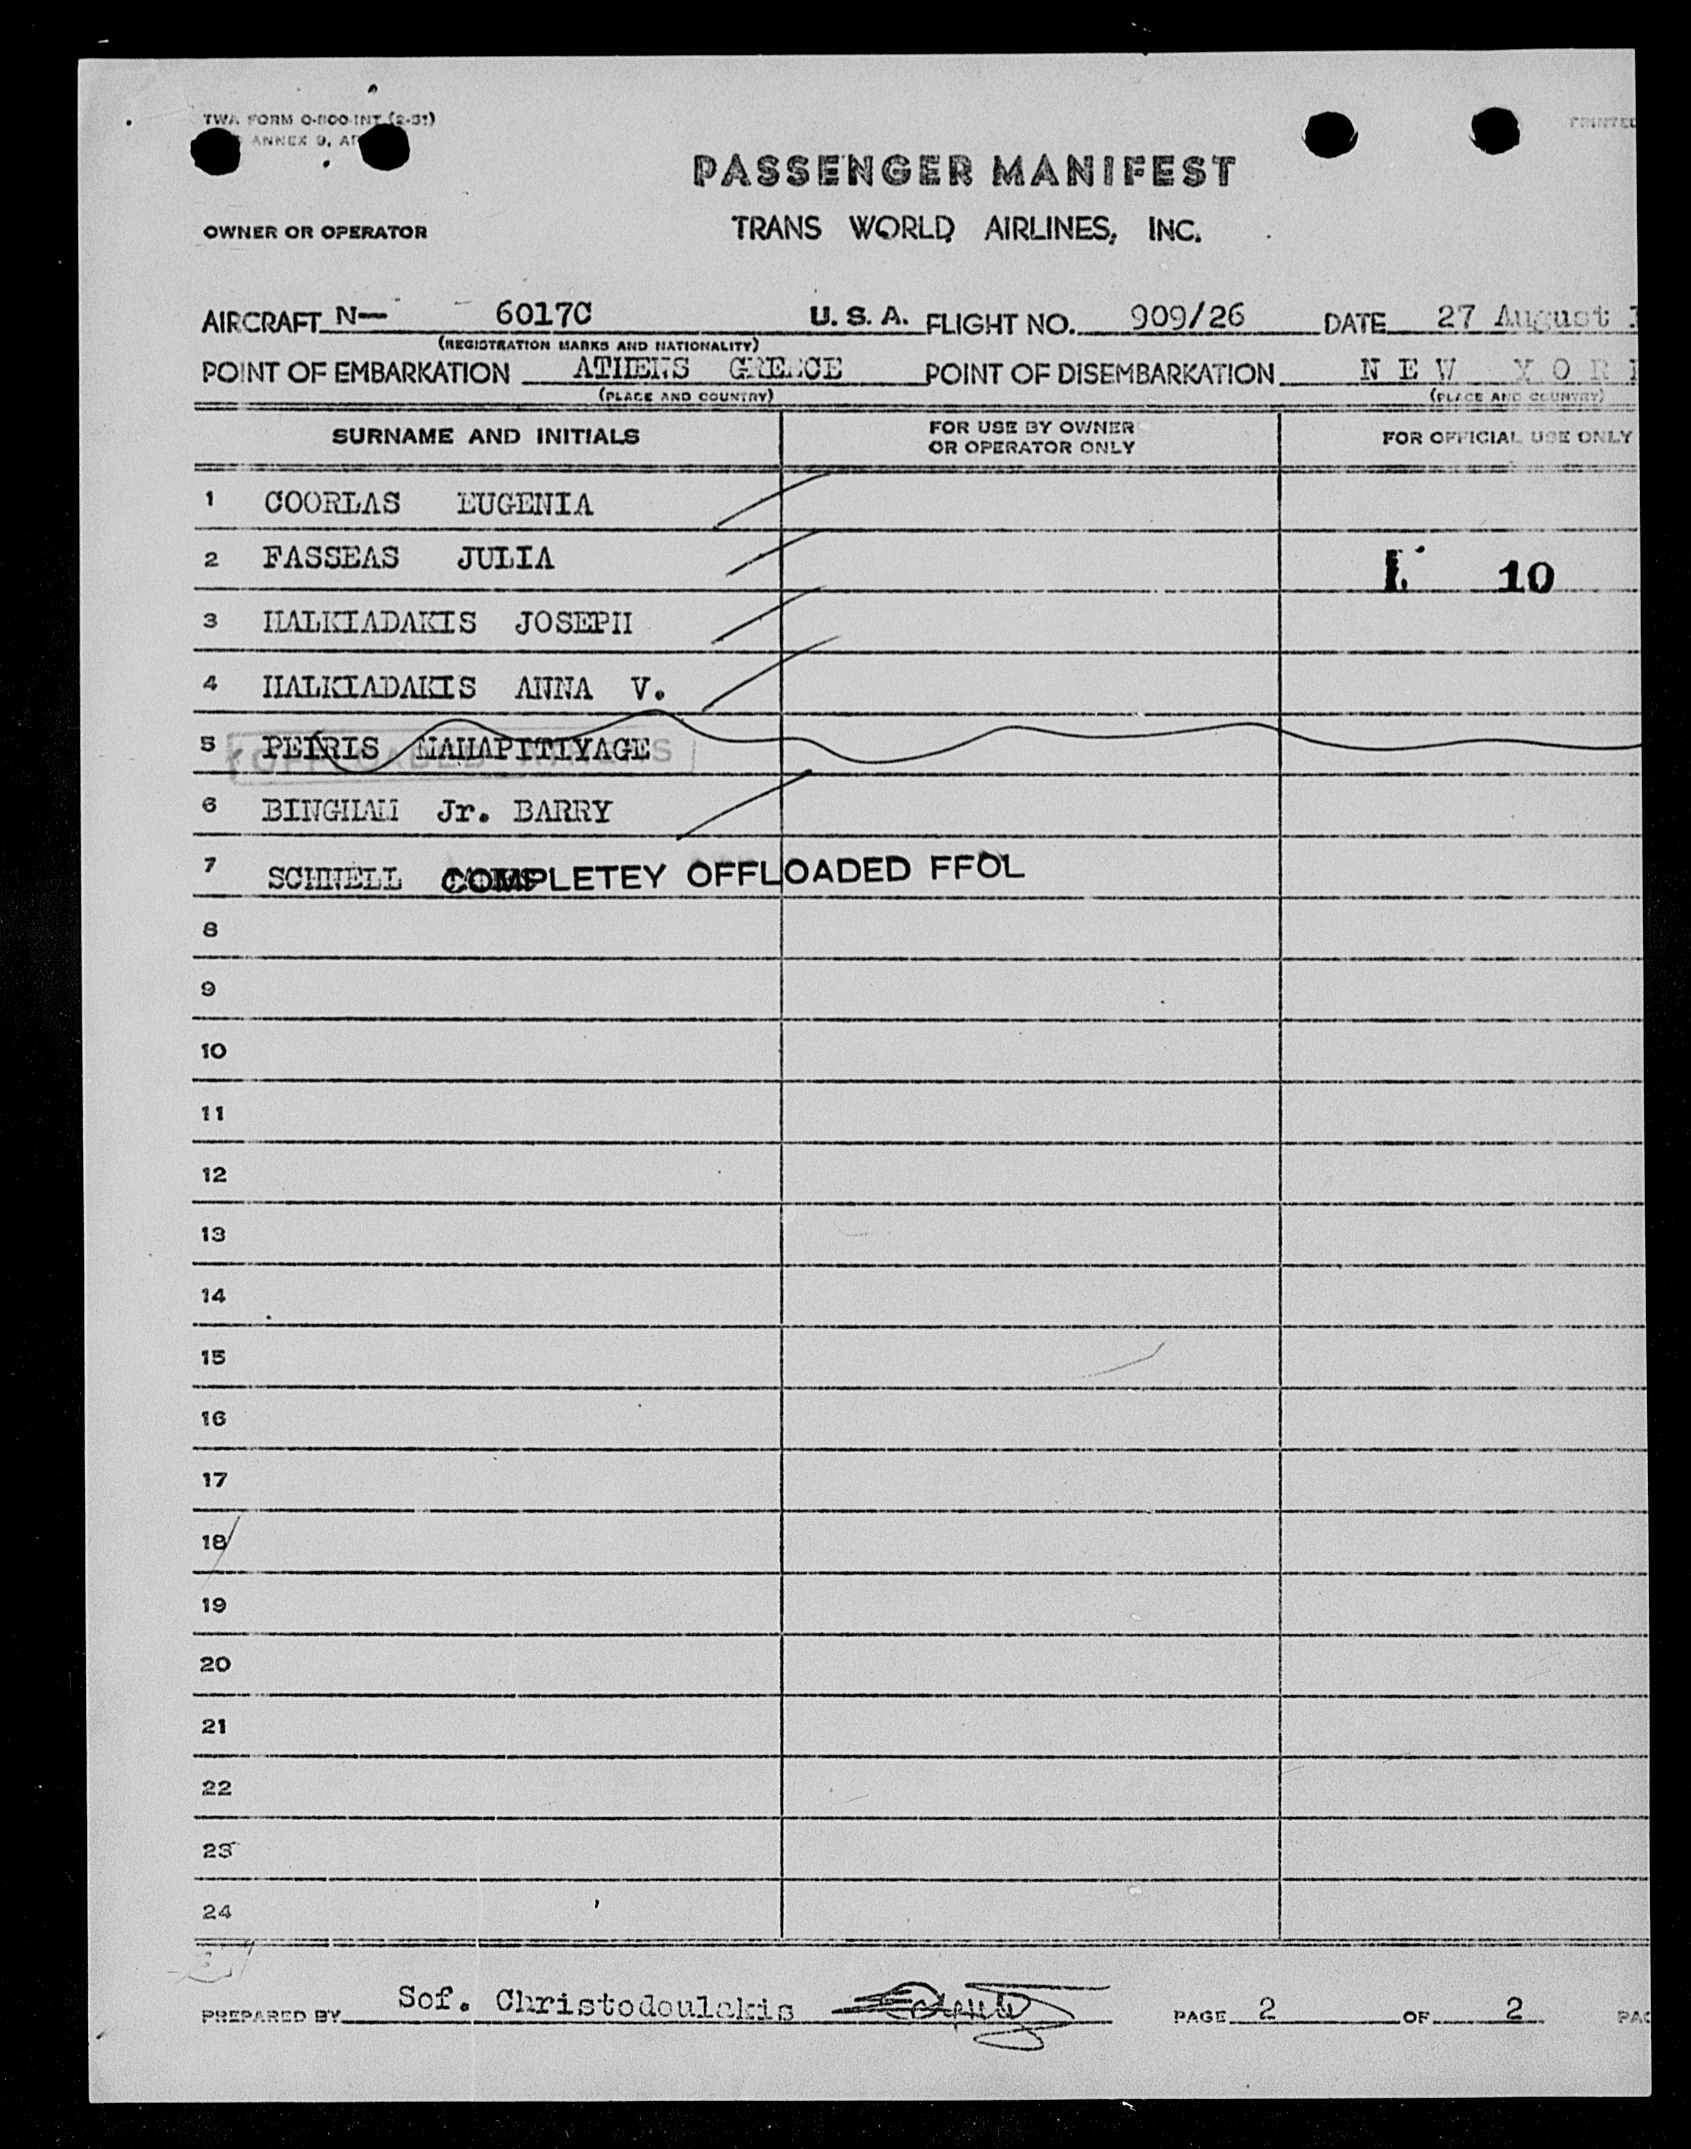 TWA FORM O-800-INT (2-51)
ANNEX 9,
PRINTED
PASSENGER MANIFEST
OWNER OR OPERATOR TRANS WORLD AIRLINES, INC.
AIRCRAFT N— 6017C U. S. A. FLIGHT NO. 909/26 DATE 27 August
(REGISTRATION MARKS AND NATIONALITY)
POINT OF EMBARKATION ATHENS GREECE POINT OF DISEMBARKATION N E W Y O R
(PLACE AND COUNTRY) (PLACE AND COUNTRY)
SURNAME AND INITIALS FOR USE BY OWNER OR OPERATOR ONLY FOR OFFICIAL USE ONLY
1 COORLAS EUGENIA
2 FASSEAS JULIA 10
3 HALKIADAKIS JOSEPH
4 HALKIADAKIS ANNA V.
5 PEIRIS MAHAPITIYAGE
6 BINGHAM Jr. BARRY
7 SCHNELL COMPLETEY OFFLOADED FFOL
8
9
10
11
12
13
14
15
16
17
18
19
20
21
22
23
24
PREPARED BY Sof. Christodoulakis PAGE 2 OF 2